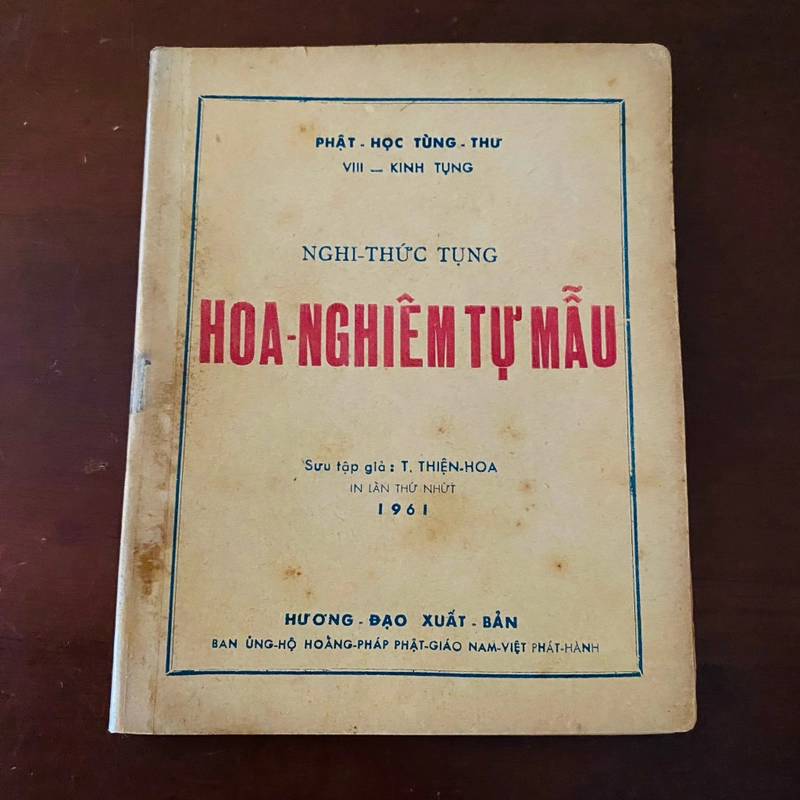 PHẬT - HỌC TÙNG - THƯ
VIII — KINH TỤNG
NGHI-THỨC TỤNG
HOA-NGHIÊM TỰ MẪU
Sưu tập giả : T. THIỆN-HOA
IN LẦN THỨ NHỨT
1961
HƯƠNG - ĐẠO XUẤT - BẢN
BAN ỦNG-HỘ HOẰNG-PHÁP PHẬT-GIÁO NAM-VIỆT PHÁT-HÀNH